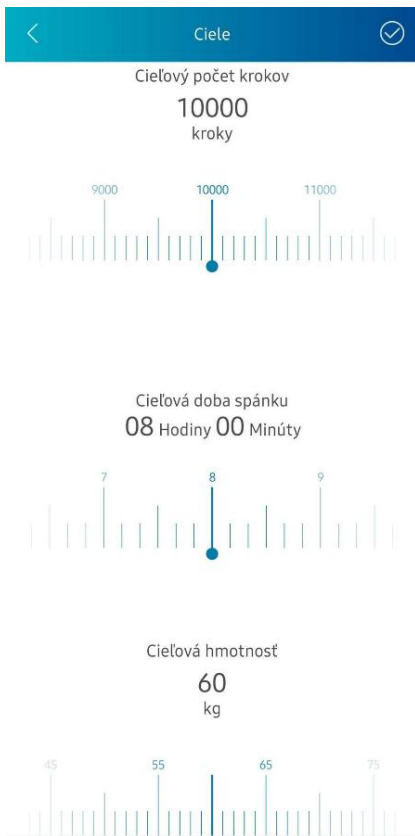 Ciele
Cieľový počet krokov
10000
kroky
9000 10000 11000
Cieľová doba spánku
08 Hodiny 00 Minúty
7 8 9
Cieľová hmotnosť
60
kg
45 55 65 75